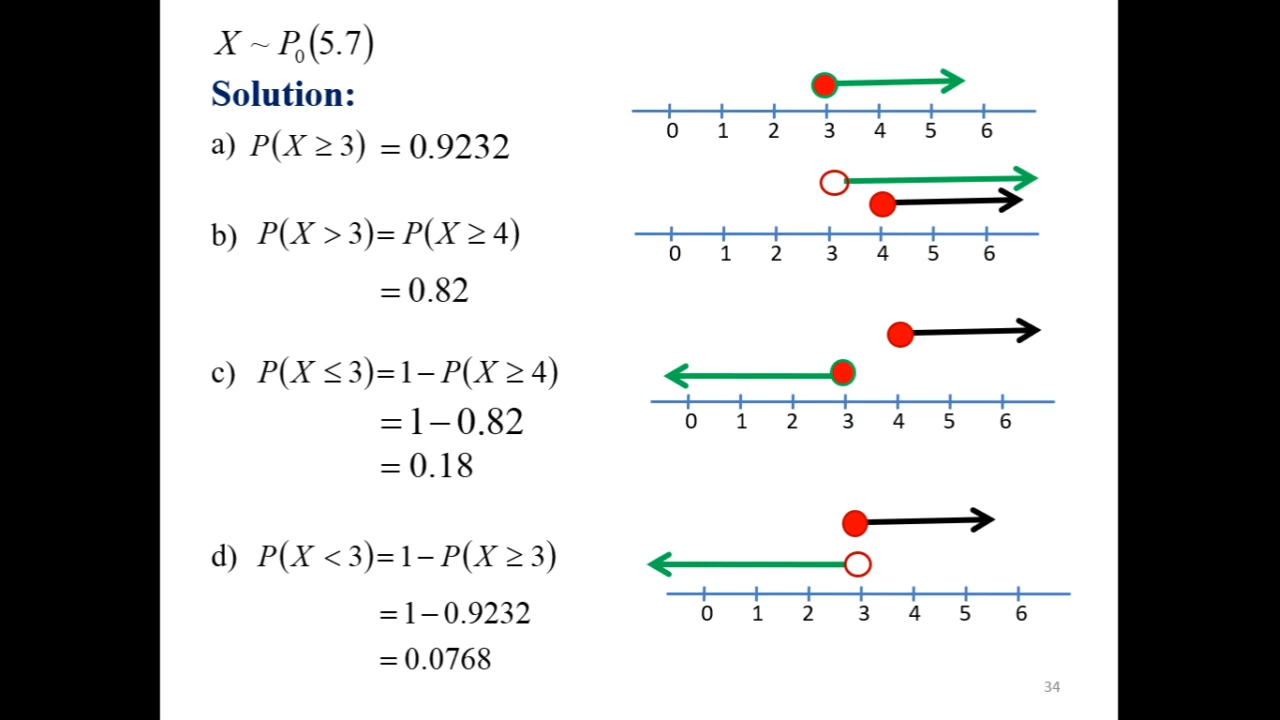 X ~ P₀(5.7)
Solution:
a) P(X ≥ 3) = 0.9232
0 1 2 3 4 5 6
b) P(X > 3)= P(X ≥ 4)
= 0.82
0 1 2 3 4 5 6
c) P(X ≤ 3)=1− P(X ≥ 4)
=1−0.82
= 0.18
0 1 2 3 4 5 6
d) P(X < 3)=1− P(X ≥ 3)
=1−0.9232
= 0.0768
0 1 2 3 4 5 6
34